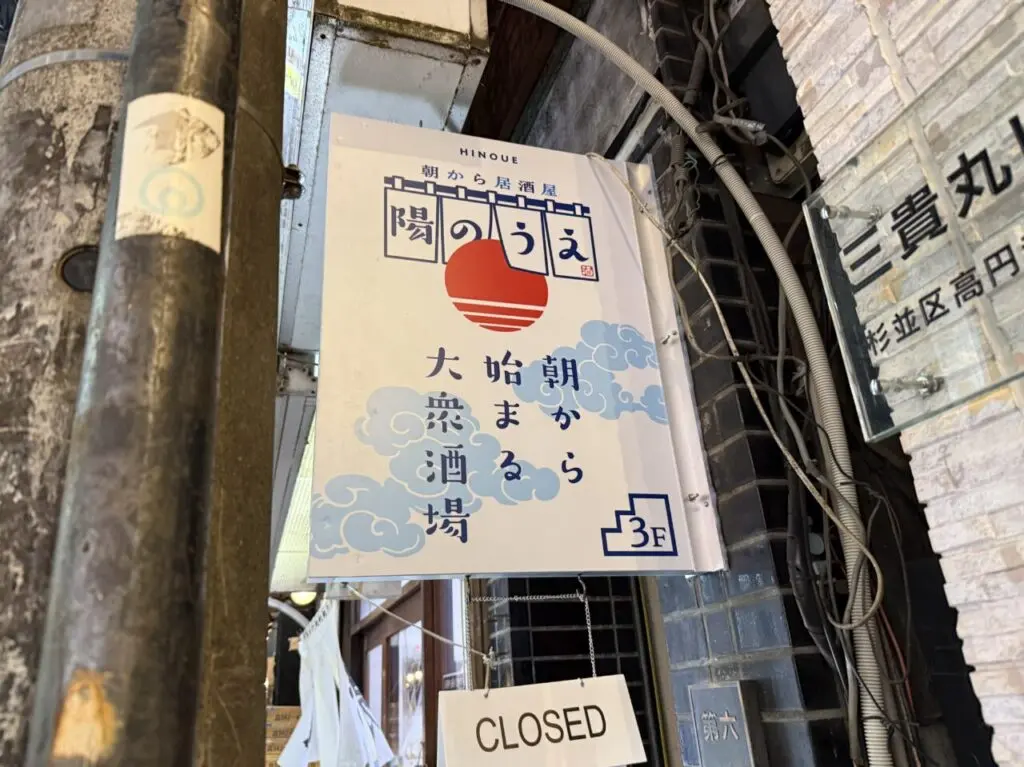 HINOUE
朝から居酒屋
陽のうえ
酒
朝から
始まる
大衆酒場
3F
CLOSED
三貴丸
杉並区高円
第六